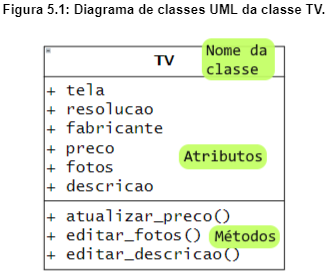 Figura 5.1: Diagrama de classes UML da classe TV.
TV
Nome da
classe
+ tela
+ resolucao
+ fabricante
+ preco
+ fotos
+ descricao
Atributos
+ atualizar_preco()
+ editar_fotos()
Métodos
+ editar_descricao()